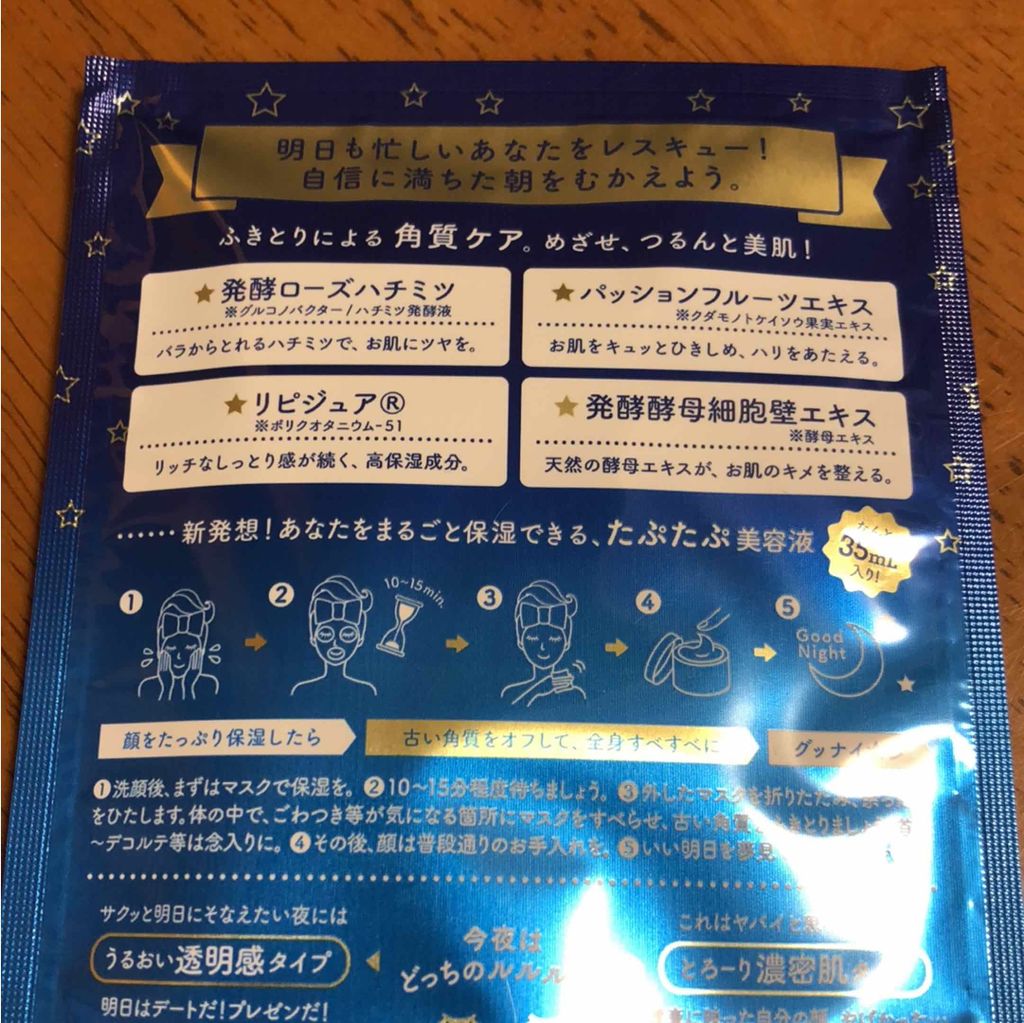 明日も忙しいあなたをレスキュー!
自信に満ちた朝をむかえよう。
ふきとりによる角質ケア。めざせ、つるんと美肌!
★発酵ローズハチミツ
※グルコノバクター/ハチミツ発酵液
バラからとれるハチミツで、お肌にツヤを。
★パッションフルーツエキス
※クダモノトケイソウ果実エキス
お肌をキュッとひきしめ、ハリをあたえる。
★リピジュア®
※ポリクオタニウム-51
リッチなしっとり感が続く、高保湿成分。
★発酵酵母細胞壁エキス
※酵母エキス
天然の酵母エキスが、お肌のキメを整える。
……新発想!あなたをまるごと保湿できる、たぷたぷ美容液
35mL
入り!
1
2
10~15min.
3
4
5
Good
Night
顔をたっぷり保湿したら
古い角質をオフして、全身すべすべに
グッナイ
❶洗顔後、まずはマスクで保湿を。❷10~15分程度待ちましょう。❸外したマスクを折りたたみ、
をひたします。体の中で、ごわつき等が気になる箇所にマスクをすべらせ、古い角質
~デコルテ等は念入りに。❹その後、顔は普段通りのお手入れを。❺いい明日を夢見
サクッと明日にそなえたい夜には
うるおい透明感タイプ
明日はデートだ!プレゼンだ!
今夜は
どっちのルルル
これはヤバイと
とろーり濃密肌